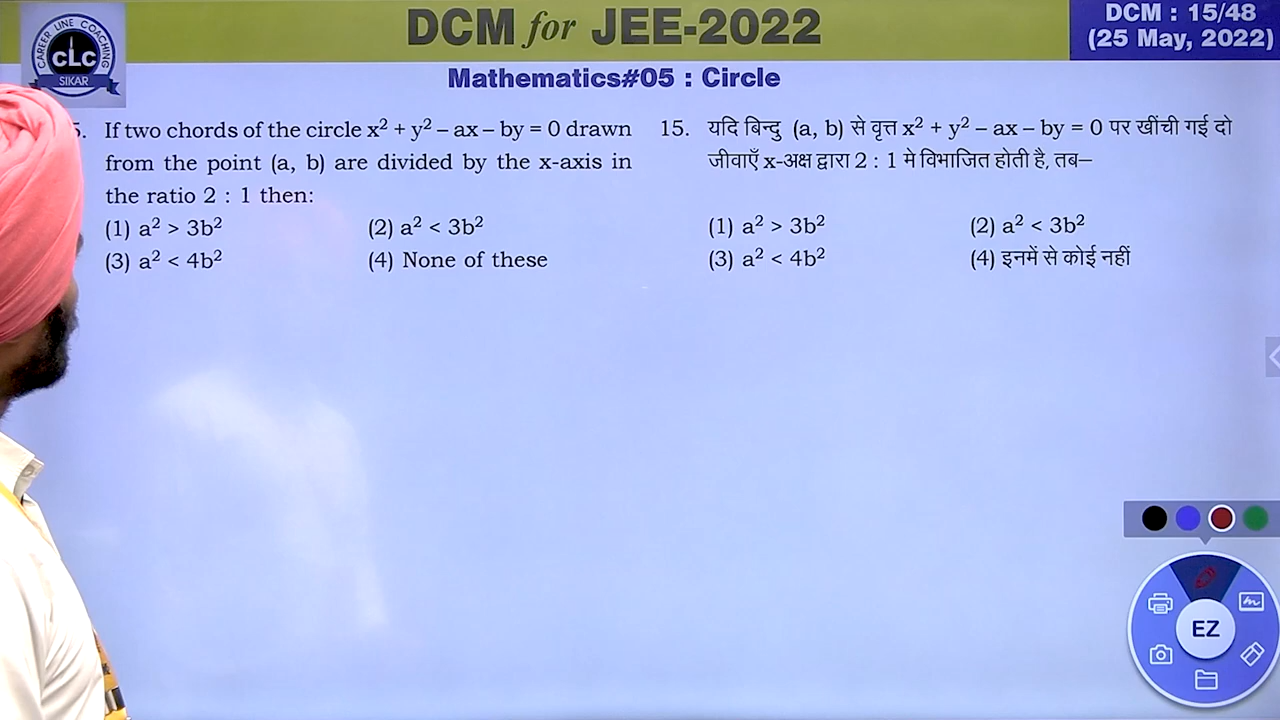 DCM for JEE-2022
DCM : 15/48
(25 May, 2022)
CAREER LINE COACHING
CLC
SIKAR
Mathematics#05 : Circle
5. If two chords of the circle x² + y² – ax – by = 0 drawn
from the point (a, b) are divided by the x-axis in
the ratio 2 : 1 then:
(1) a² > 3b² (2) a² < 3b²
(3) a² < 4b² (4) None of these
15. यदि बिन्दु (a, b) से वृत्त x² + y² – ax – by = 0 पर खींची गई दो
जीवाएँ x-अक्ष द्वारा 2 : 1 मे विभाजित होती है, तब–
(1) a² > 3b² (2) a² < 3b²
(3) a² < 4b² (4) इनमें से कोई नहीं
EZ